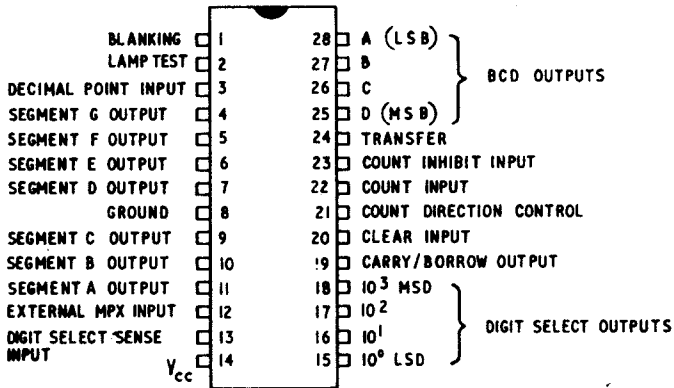 BLANKING 1
LAMP TEST 2
DECIMAL POINT INPUT 3
SEGMENT G OUTPUT 4
SEGMENT F OUTPUT 5
SEGMENT E OUTPUT 6
SEGMENT D OUTPUT 7
GROUND 8
SEGMENT C OUTPUT 9
SEGMENT B OUTPUT 10
SEGMENT A OUTPUT 11
EXTERNAL MPX INPUT 12
DIGIT SELECT SENSE 13
INPUT
Vcc 14
28 A (LSB)
27 B
26 C
25 D (MSB)
BCD OUTPUTS
24 TRANSFER
23 COUNT INHIBIT INPUT
22 COUNT INPUT
21 COUNT DIRECTION CONTROL
20 CLEAR INPUT
19 CARRY/BORROW OUTPUT
18 10³ MSD
17 10²
16 10¹
15 10⁰ LSD
DIGIT SELECT OUTPUTS